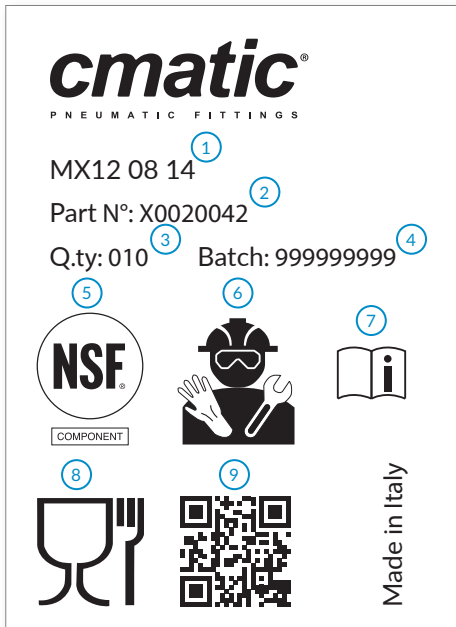 cmatic®
PNEUMATIC FITTINGS
1
MX12 08 14
2
Part N°: X0020042
3
4
Q.ty: 010 Batch: 999999999
5
6
7
NSF®
i
COMPONENT
8
9
Made in Italy